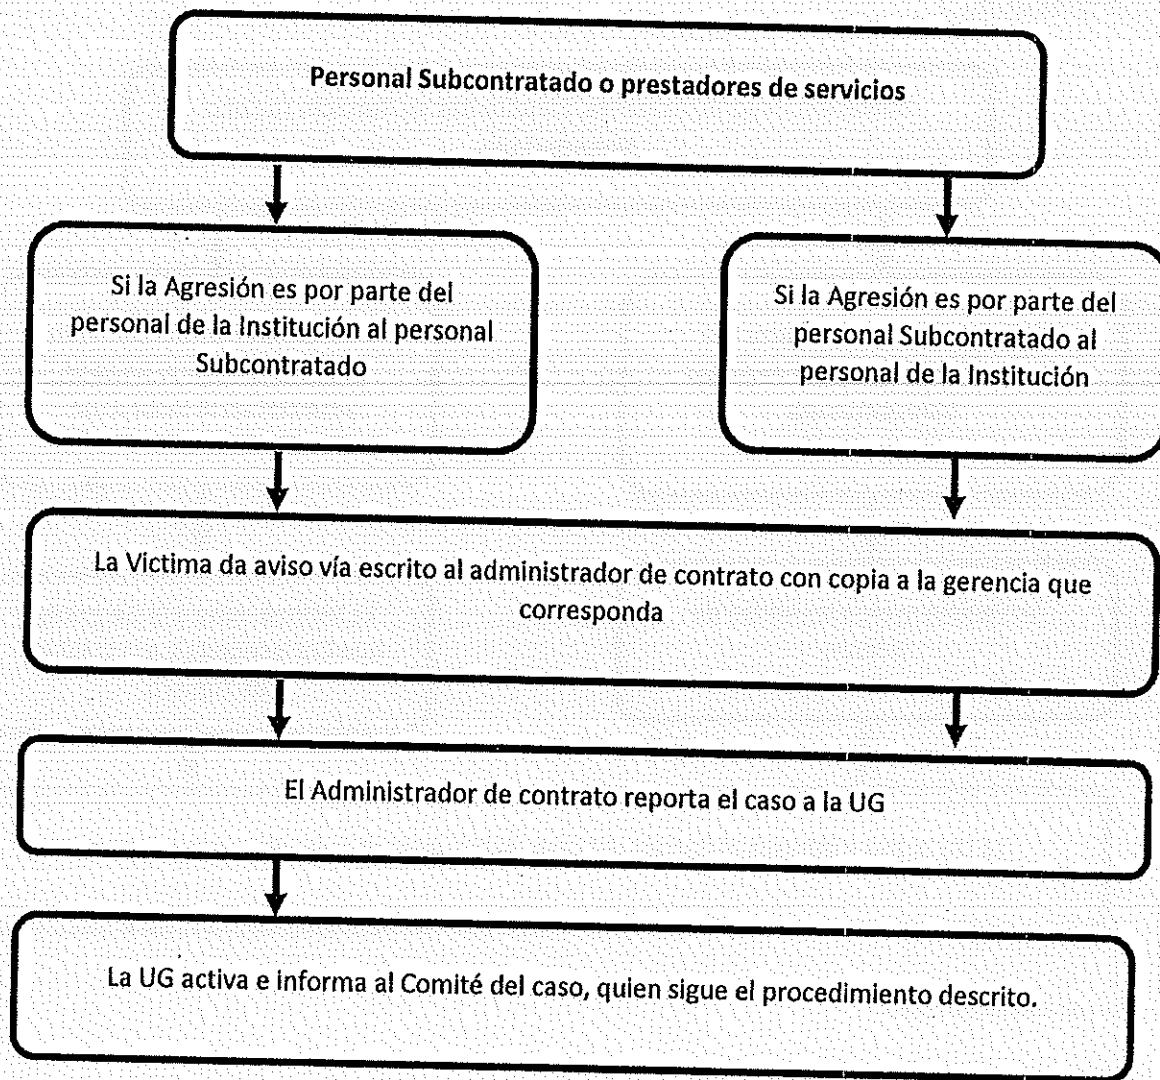 Personal Subcontratado o prestadores de servicios
Si la Agresión es por parte del
personal de la Institución al personal
Subcontratado
Si la Agresión es por parte del
personal Subcontratado al
personal de la Institución
La Victima da aviso vía escrito al administrador de contrato con copia a la gerencia que
corresponda
El Administrador de contrato reporta el caso a la UG
La UG activa e informa al Comité del caso, quien sigue el procedimiento descrito.